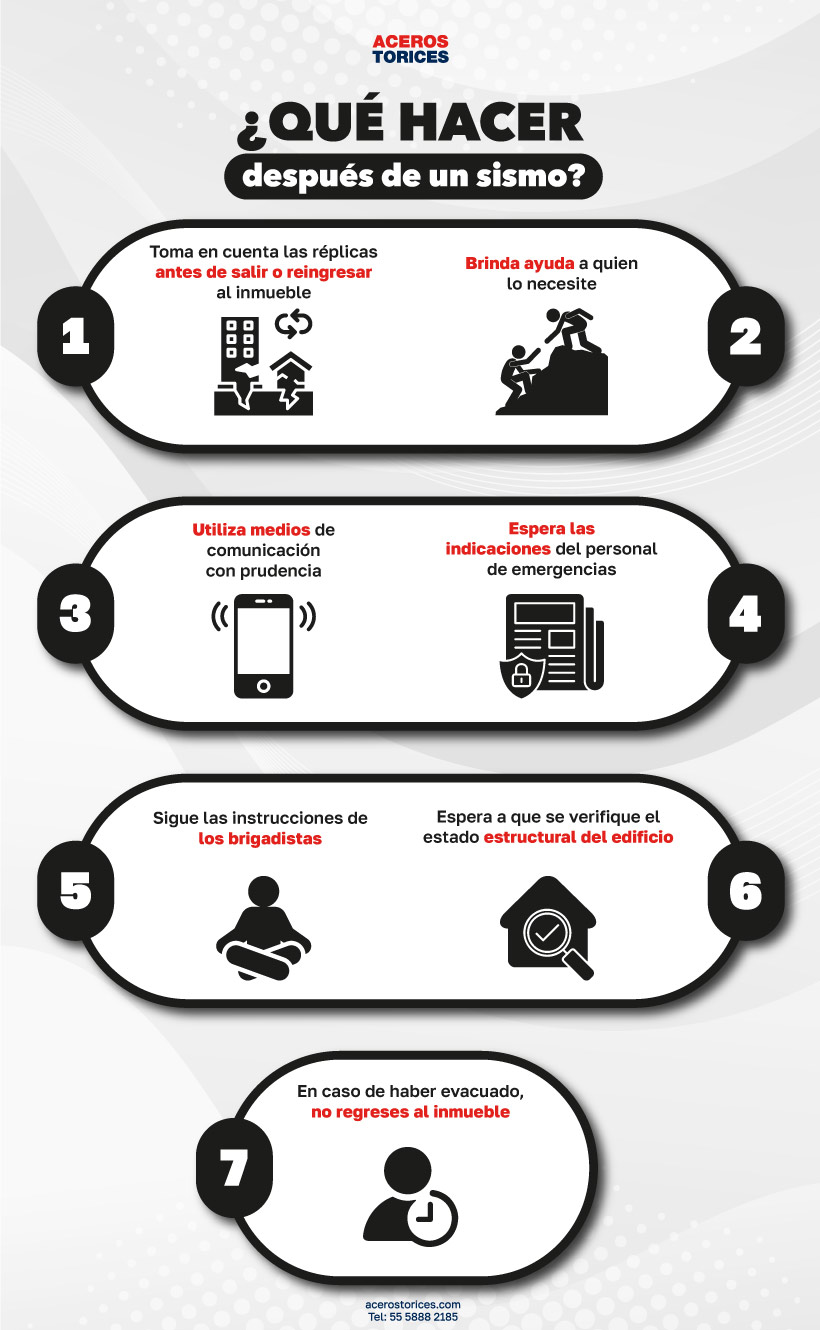 ACEROS
TORICES
¿QUÉ HACER
después de un sismo?
1
Toma en cuenta las réplicas
antes de salir o reingresar
al inmueble
Brinda ayuda a quien
lo necesite
2
3
Utiliza medios de
comunicación
con prudencia
Espera las
indicaciones del personal
de emergencias
4
5
Sigue las instrucciones de
los brigadistas
Espera a que se verifique el
estado estructural del edificio
6
7
En caso de haber evacuado,
no regreses al inmueble
acerostorices.com
Tel: 55 5888 2185